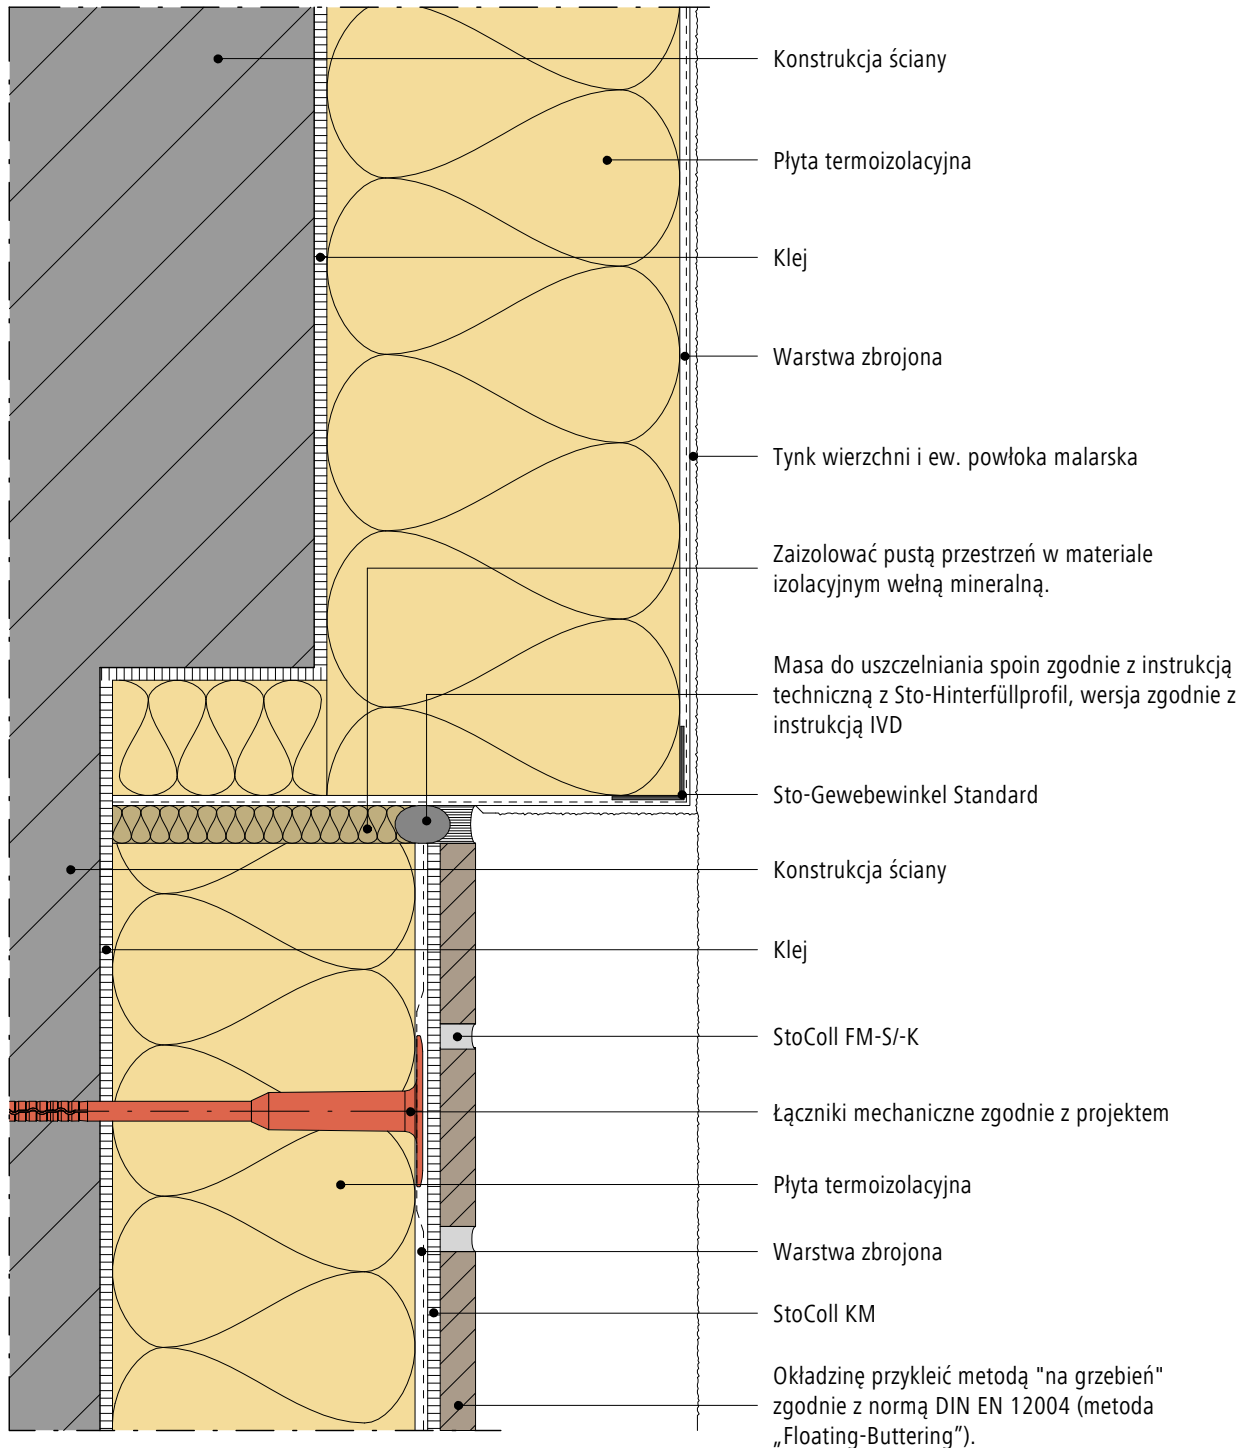 Konstrukcja ściany
Płyta termoizolacyjna
Klej
Warstwa zbrojona
Tynk wierzchni i ew. powłoka malarska
Zaizolować pustą przestrzeń w materiale
izolacyjnym wełną mineralną.
Masa do uszczelniania spoin zgodnie z instrukcją
techniczną z Sto-Hinterfüllprofil, wersja zgodnie z
instrukcją IVD
Sto-Gewebewinkel Standard
Konstrukcja ściany
Klej
StoColl FM-S/-K
Łączniki mechaniczne zgodnie z projektem
Płyta termoizolacyjna
Warstwa zbrojona
StoColl KM
Okładzinę przykleić metodą "na grzebień"
zgodnie z normą DIN EN 12004 (metoda
„Floating-Buttering”).